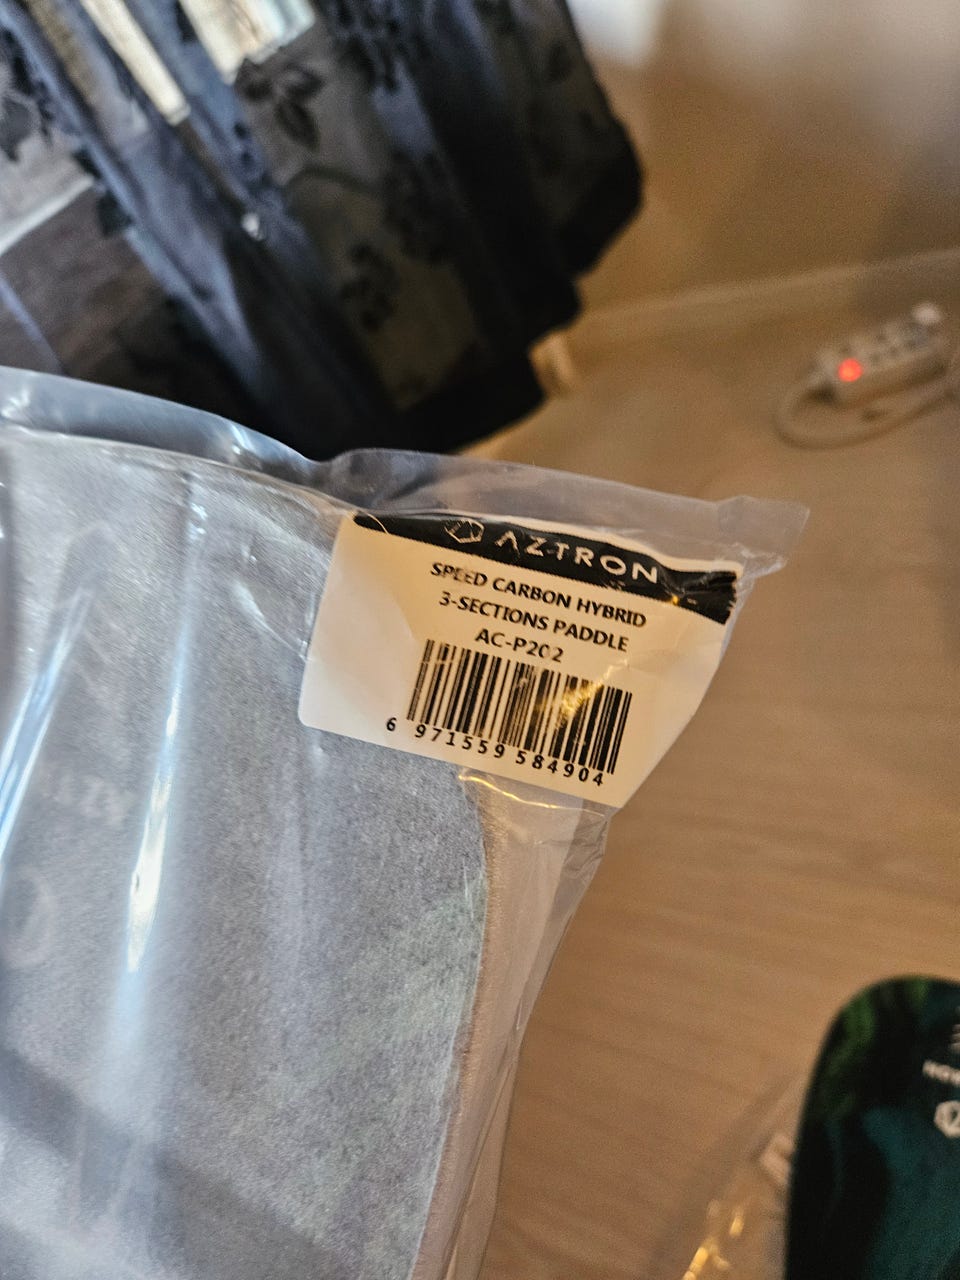 AZTRON
SPEED CARBON HYBRID
3-SECTIONS PADDLE
AC-P202
6 971559 584904